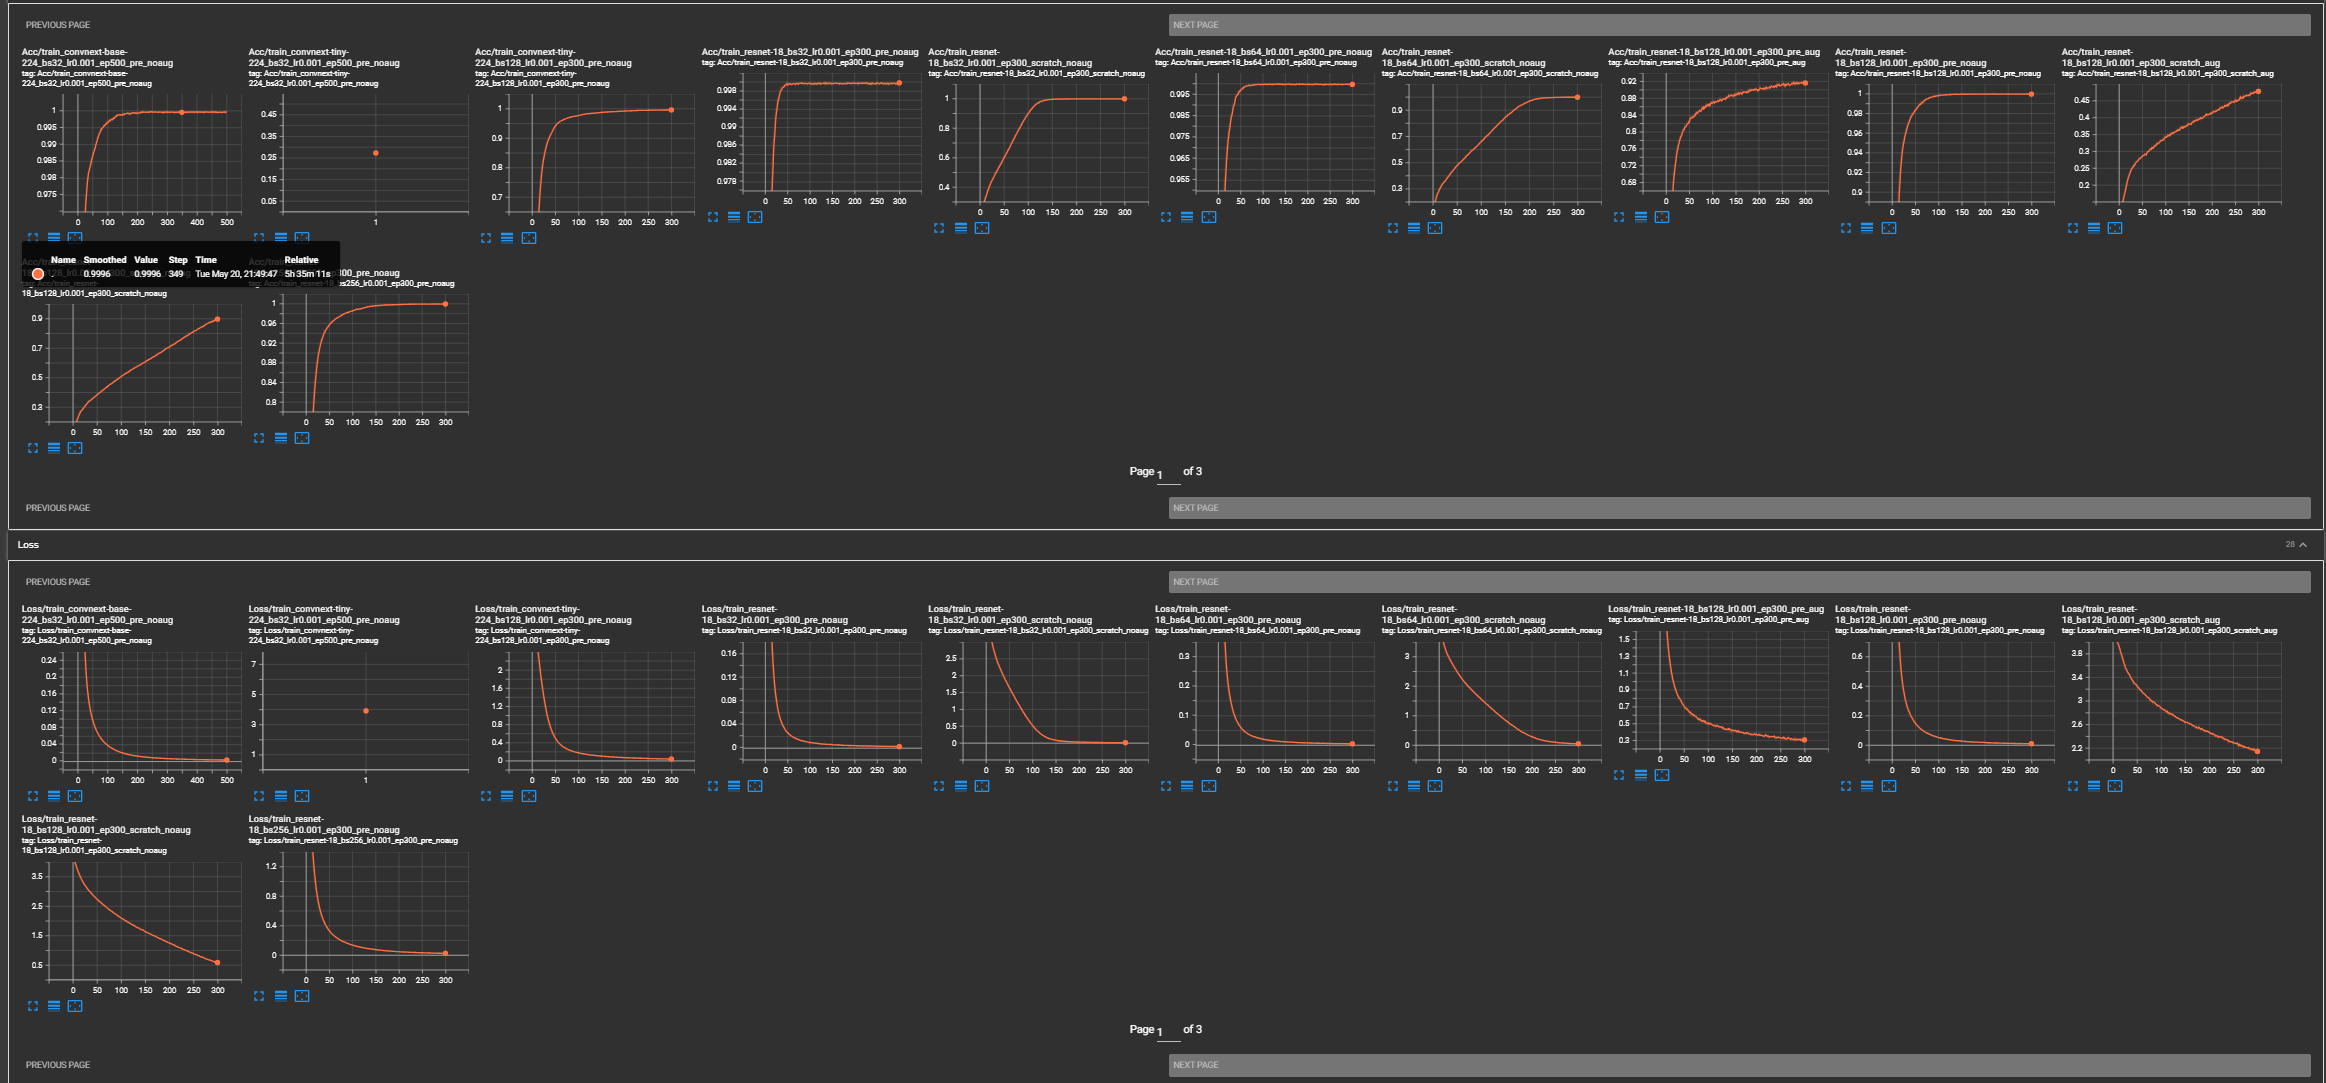 PREVIOUS PAGE NEXT PAGE
Acc/train_convnext-base-
224_bs32_lr0.001_ep500_pre_noaug
tag: Acc/train_convnext-base-
224_bs32_lr0.001_ep500_pre_noaug
1
0.995
0.99
0.985
0.98
0.975
0 100 200 300 400 500
Acc/train_convnext-tiny-
224_bs32_lr0.001_ep500_pre_noaug
tag: Acc/train_convnext-tiny-
224_bs32_lr0.001_ep500_pre_noaug
0.45
0.35
0.25
0.15
0.05
1
Acc/train_convnext-tiny-
224_bs128_lr0.001_ep300_pre_noaug
tag: Acc/train_convnext-tiny-
224_bs128_lr0.001_ep300_pre_noaug
1
0.9
0.8
0.7
0 50 100 150 200 250 300
Acc/train_resnet-18_bs32_lr0.001_ep300_pre_noaug
tag: Acc/train_resnet-18_bs32_lr0.001_ep300_pre_noaug
0.998
0.994
0.99
0.986
0.982
0.978
0 50 100 150 200 250 300
Acc/train_resnet-
18_bs32_lr0.001_ep300_scratch_noaug
tag: Acc/train_resnet-18_bs32_lr0.001_ep300_scratch_noaug
1
0.8
0.6
0.4
0 50 100 150 200 250 300
Acc/train_resnet-18_bs64_lr0.001_ep300_pre_noaug
tag: Acc/train_resnet-18_bs64_lr0.001_ep300_pre_noaug
0.995
0.985
0.975
0.965
0.955
0 50 100 150 200 250 300
Acc/train_resnet-
18_bs64_lr0.001_ep300_scratch_noaug
tag: Acc/train_resnet-18_bs64_lr0.001_ep300_scratch_noaug
0.9
0.7
0.5
0.3
0 50 100 150 200 250 300
Acc/train_resnet-18_bs128_lr0.001_ep300_pre_aug
tag: Acc/train_resnet-18_bs128_lr0.001_ep300_pre_aug
0.92
0.88
0.84
0.8
0.76
0.72
0.68
0 50 100 150 200 250 300
Acc/train_resnet-
18_bs128_lr0.001_ep300_pre_noaug
tag: Acc/train_resnet-18_bs128_lr0.001_ep300_pre_noaug
1
0.98
0.96
0.94
0.92
0.9
0 50 100 150 200 250 300
Acc/train_resnet-
18_bs128_lr0.001_ep300_scratch_aug
tag: Acc/train_resnet-18_bs128_lr0.001_ep300_scratch_aug
0.45
0.4
0.35
0.3
0.25
0.2
0 50 100 150 200 250 300
Name Smoothed Value Step Time Relative
. 0.9996 0.9996 349 Tue May 20, 21:49:47 5h 35m 11s
18_bs128_lr0.001_ep300_scratch_noaug
0.9
0.7
0.5
0.3
0 50 100 150 200 250 300
300_pre_noaug
tag: Acc/train_resnet-18_bs256_lr0.001_ep300_pre_noaug
1
0.96
0.92
0.88
0.84
0.8
0 50 100 150 200 250 300
Page 1 of 3
PREVIOUS PAGE NEXT PAGE
Loss 28
PREVIOUS PAGE NEXT PAGE
Loss/train_convnext-base-
224_bs32_lr0.001_ep500_pre_noaug
tag: Loss/train_convnext-base-
224_bs32_lr0.001_ep500_pre_noaug
0.24
0.2
0.16
0.12
0.08
0.04
0
0 100 200 300 400 500
Loss/train_convnext-tiny-
224_bs32_lr0.001_ep500_pre_noaug
tag: Loss/train_convnext-tiny-
224_bs32_lr0.001_ep500_pre_noaug
7
5
3
1
1
Loss/train_convnext-tiny-
224_bs128_lr0.001_ep300_pre_noaug
tag: Loss/train_convnext-tiny-
224_bs128_lr0.001_ep300_pre_noaug
2
1.6
1.2
0.8
0.4
0
0 50 100 150 200 250 300
Loss/train_resnet-
18_bs32_lr0.001_ep300_pre_noaug
tag: Loss/train_resnet-18_bs32_lr0.001_ep300_pre_noaug
0.16
0.12
0.08
0.04
0
0 50 100 150 200 250 300
Loss/train_resnet-
18_bs32_lr0.001_ep300_scratch_noaug
tag: Loss/train_resnet-18_bs32_lr0.001_ep300_scratch_noaug
2.5
2
1.5
1
0.5
0
0 50 100 150 200 250 300
Loss/train_resnet-
18_bs64_lr0.001_ep300_pre_noaug
tag: Loss/train_resnet-18_bs64_lr0.001_ep300_pre_noaug
0.3
0.2
0.1
0
0 50 100 150 200 250 300
Loss/train_resnet-
18_bs64_lr0.001_ep300_scratch_noaug
tag: Loss/train_resnet-18_bs64_lr0.001_ep300_scratch_noaug
3
2
1
0
0 50 100 150 200 250 300
Loss/train_resnet-18_bs128_lr0.001_ep300_pre_aug
tag: Loss/train_resnet-18_bs128_lr0.001_ep300_pre_aug
1.5
1.3
1.1
0.9
0.7
0.5
0.3
0 50 100 150 200 250 300
Loss/train_resnet-
18_bs128_lr0.001_ep300_pre_noaug
tag: Loss/train_resnet-18_bs128_lr0.001_ep300_pre_noaug
0.6
0.4
0.2
0
0 50 100 150 200 250 300
Loss/train_resnet-
18_bs128_lr0.001_ep300_scratch_aug
tag: Loss/train_resnet-18_bs128_lr0.001_ep300_scratch_aug
3.8
3.4
3
2.6
2.2
0 50 100 150 200 250 300
Loss/train_resnet-
18_bs128_lr0.001_ep300_scratch_noaug
tag: Loss/train_resnet-
18_bs128_lr0.001_ep300_scratch_noaug
3.5
2.5
1.5
0.5
0 50 100 150 200 250 300
Loss/train_resnet-
18_bs256_lr0.001_ep300_pre_noaug
tag: Loss/train_resnet-18_bs256_lr0.001_ep300_pre_noaug
1.2
0.8
0.4
0
0 50 100 150 200 250 300
Page 1 of 3
PREVIOUS PAGE NEXT PAGE